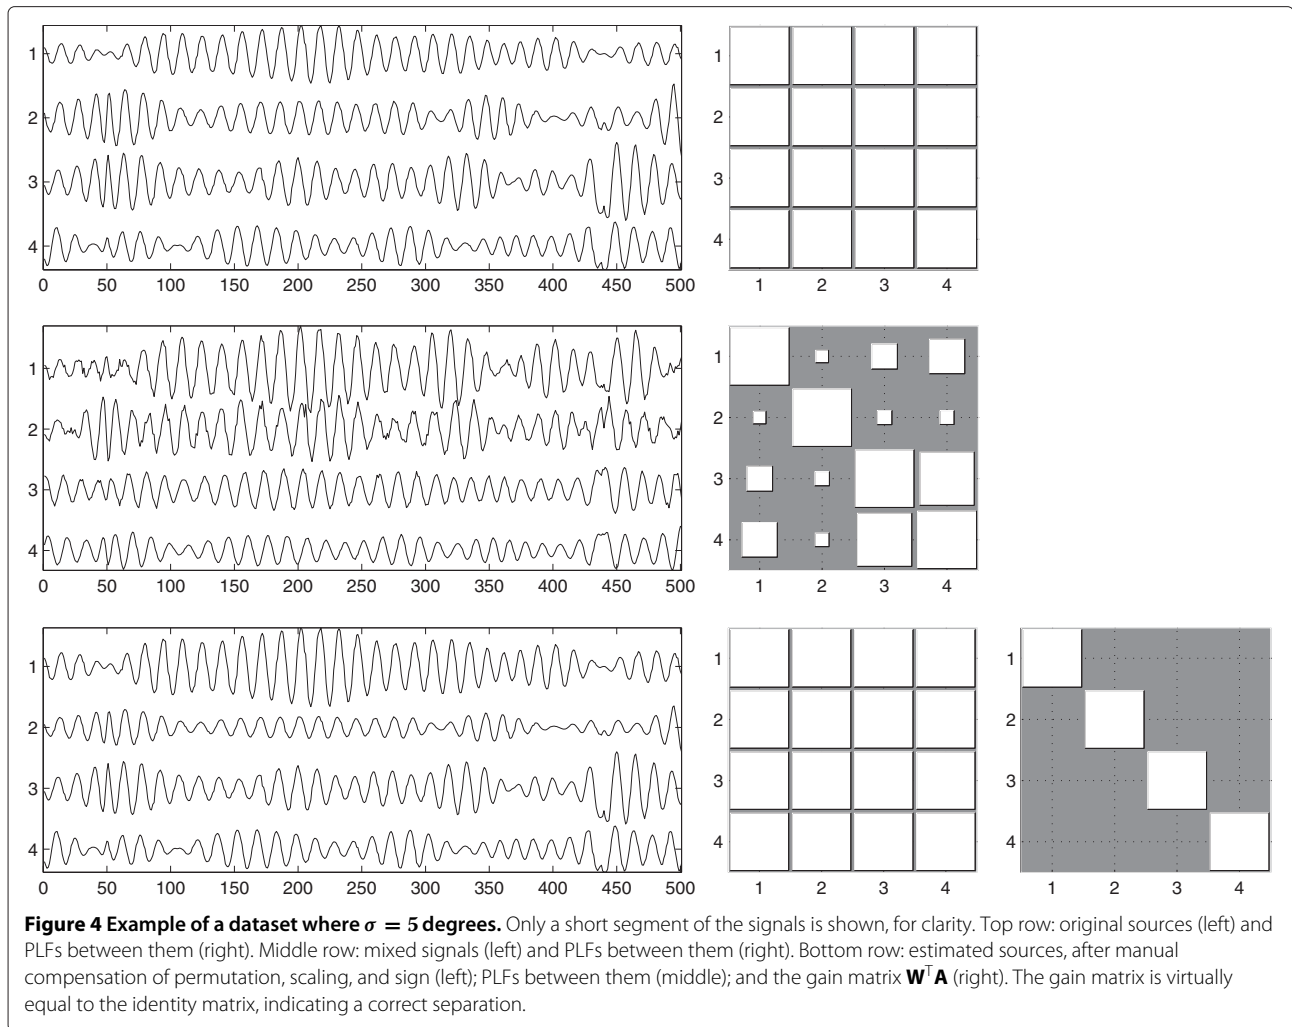 1
2
3
4
0 50 100 150 200 250 300 350 400 450 500
1
2
3
4
1 2 3 4
1
2
3
4
0 50 100 150 200 250 300 350 400 450 500
1
2
3
4
1 2 3 4
1
2
3
4
0 50 100 150 200 250 300 350 400 450 500
1
2
3
4
1 2 3 4
1
2
3
4
1 2 3 4
Figure 4 Example of a dataset where σ = 5 degrees. Only a short segment of the signals is shown, for clarity. Top row: original sources (left) and
PLFs between them (right). Middle row: mixed signals (left) and PLFs between them (right). Bottom row: estimated sources, after manual
compensation of permutation, scaling, and sign (left); PLFs between them (middle); and the gain matrix WᵀA (right). The gain matrix is virtually
equal to the identity matrix, indicating a correct separation.